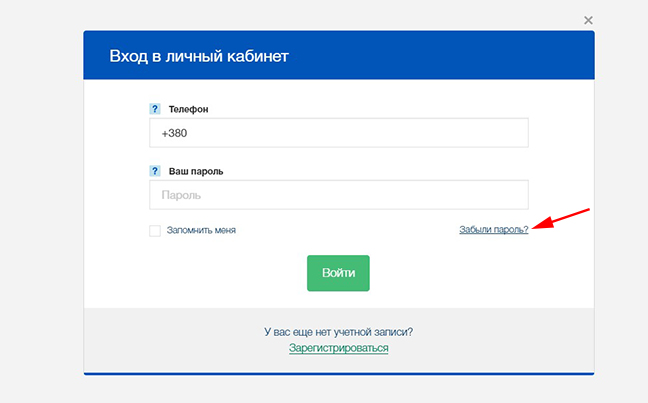 Вход в личный кабинет
? Телефон
+380
? Ваш пароль
Пароль
Запомнить меня Забыли пароль?
Войти
У вас еще нет учетной записи?
Зарегистрироваться